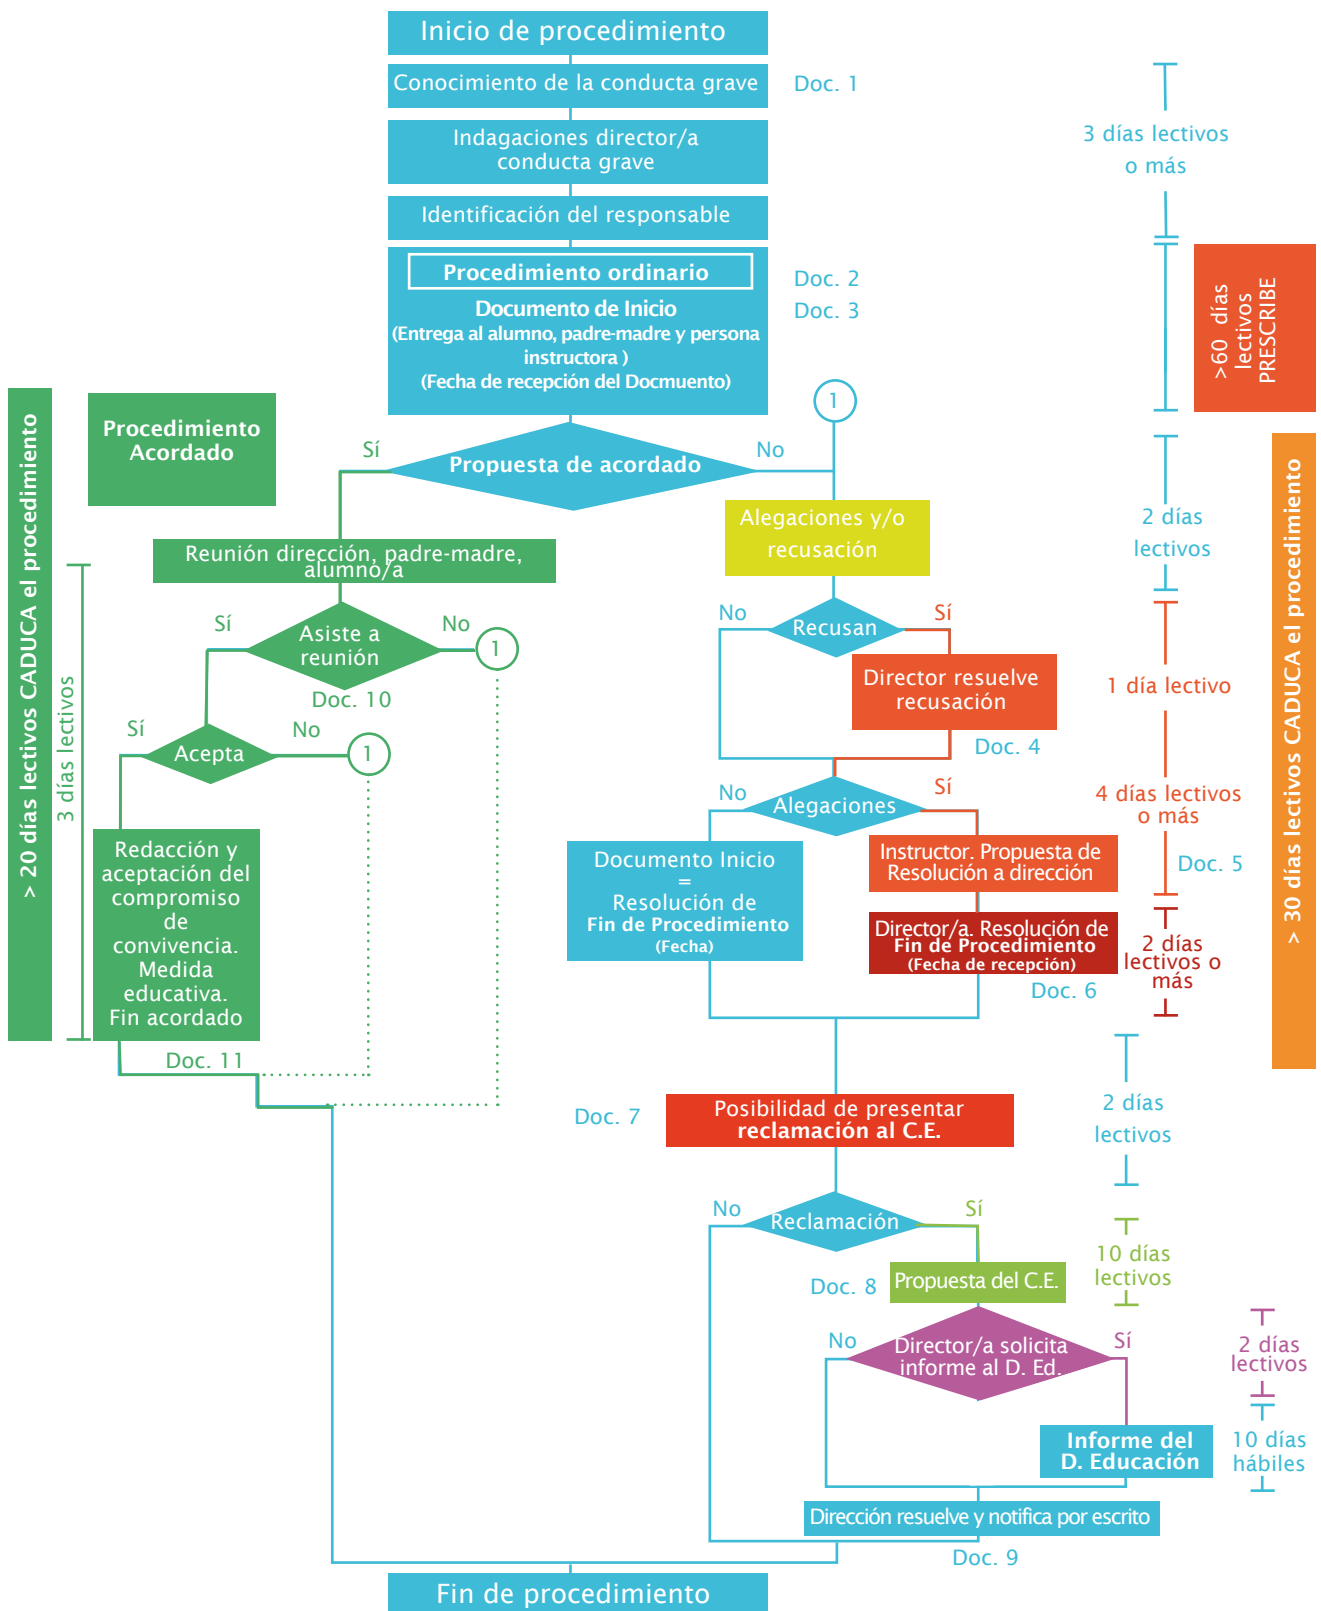 Inicio de procedimiento
Conocimiento de la conducta grave
Doc. 1
3 días lectivos
o más
Indagaciones director/a
conducta grave
Identificación del responsable
Procedimiento ordinario
Doc. 2
Documento de Inicio
Doc. 3
(Entrega al alumno, padre-madre y persona
instructora )
(Fecha de recepción del Docmuento)
>60 días
lectivos
PRESCRIBE
1
Procedimiento
Acordado
Sí
Propuesta de acordado
No
> 20 días lectivos CADUCA el procedimiento
> 30 días lectivos CADUCA el procedimiento
Alegaciones y/o
recusación
2 días
lectivos
Reunión dirección, padre-madre,
alumno/a
3 días lectivos
Sí
Asiste a
reunión
No
1
Doc. 10
No
Recusan
Sí
Director resuelve
recusación
1 día lectivo
Doc. 4
Sí
Acepta
No
1
No
Alegaciones
Sí
4 días lectivos
o más
Doc. 5
Redacción y
aceptación del
compromiso
de
convivencia.
Medida
educativa.
Fin acordado
Doc. 11
Documento Inicio
=
Resolución de
Fin de Procedimiento
(Fecha)
Instructor. Propuesta de
Resolución a dirección
Director/a. Resolución de
Fin de Procedimiento
(Fecha de recepción)
2 días
lectivos o
más
Doc. 6
Doc. 7
Posibilidad de presentar
reclamación al C.E.
2 días
lectivos
No
Reclamación
Sí
10 días
lectivos
Doc. 8
Propuesta del C.E.
No
Director/a solicita
informe al D. Ed.
Sí
2 días
lectivos
Informe del
D. Educación
10 días
hábiles
Dirección resuelve y notifica por escrito
Doc. 9
Fin de procedimiento